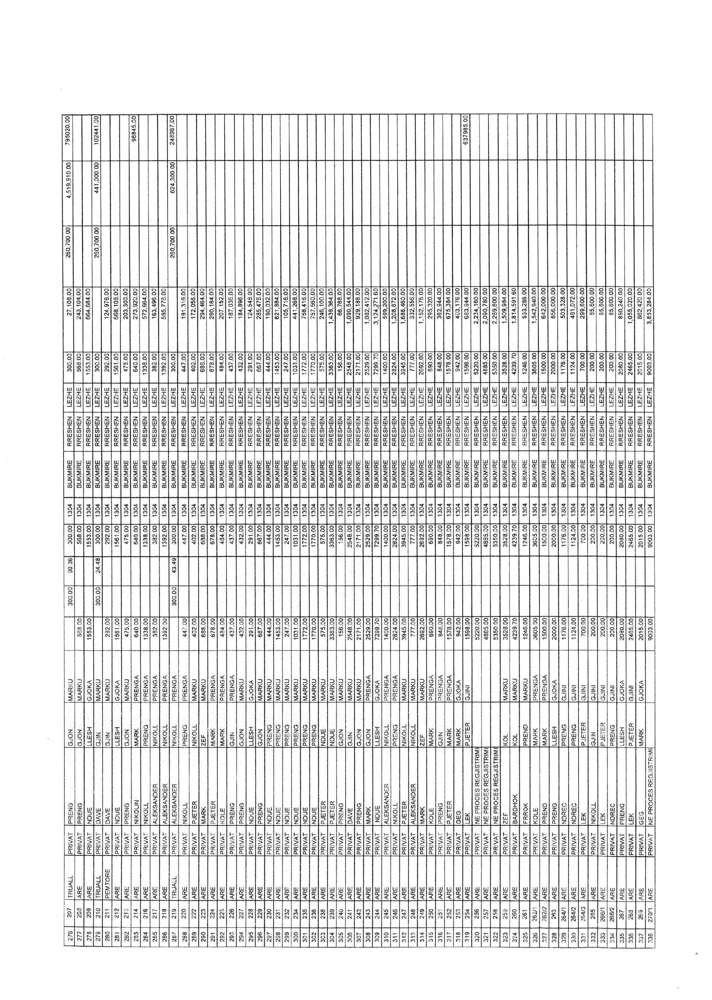 276 207 TRUALL PRIVAT PRENG GJON MARKU 300.00 90.36 300.00 1304 BUKMIRE RRESHEN LEZHE 300.00 27,108.00 260,700.00 4,519,910.00 795020.00
277 208 ARE PRIVAT PRENG GJON MARKU 568.00 568.00 1304 BUKMIRE RRESHEN LEZHE 568.00 243,104.00
278 209 ARE PRIVAT NDUE LLESH GJOKA 1553.00 1553.00 1304 BUKMIRE RRESHEN LEZHE 1553.00 664,684.00
279 210 TRUALL PRIVAT DAVE GJIN MARKU 300.00 24.48 300.00 1304 BUKMIRE RRESHEN LEZHE 300.00 260,700.00 441,000.00 102441.00
280 211 PEMTORE PRIVAT DAVE GJIN MARKU 292.00 292.00 1304 BUKMIRE RRESHEN LEZHE 292.00 124,976.00
281 212 ARE PRIVAT NDUE LLESH GJOKA 1561.00 1561.00 1304 BUKMIRE RRESHEN LEZHE 1561.00 668,108.00
282 213 ARE PRIVAT PRENG GJON MARKU 475.00 475.00 1304 BUKMIRE RRESHEN LEZHE 475.00 203,300.00
283 214 ARE PRIVAT NIKOLIN MARK PRENGA 640.00 640.00 1304 BUKMIRE RRESHEN LEZHE 640.00 273,920.00 96845.00
284 216 ARE PRIVAT NIKOLL PRENG PRENGA 1338.00 1338.00 1304 BUKMIRE RRESHEN LEZHE 1338.00 572,664.00
285 217 ARE PRIVAT ALEKSANDER NIKOLL PRENGA 382.00 382.00 1304 BUKMIRE RRESHEN LEZHE 382.00 163,496.00
286 218 ARE PRIVAT ALEKSANDER NIKOLL PRENGA 1392.00 1392.00 1304 BUKMIRE RRESHEN LEZHE 1392.00 595,776.00
287 219 TRUALL PRIVAT ALEKSANDER NIKOLL PRENGA 300.00 43.49 300.00 1304 BUKMIRE RRESHEN LEZHE 300.00 260,700.00 624,300.00 248987.00
288 220 ARE PRIVAT NIKOLL PRENG PRENGA 447.00 447.00 1304 BUKMIRE RRESHEN LEZHE 447.00 191,316.00
289 222 ARE PRIVAT PJETER NIKOLL MARKU 402.00 402.00 1304 BUKMIRE RRESHEN LEZHE 402.00 172,056.00
290 223 ARE PRIVAT MARK ZEF MARKU 688.00 688.00 1304 BUKMIRE RRESHEN LEZHE 688.00 294,464.00
291 224 ARE PRIVAT PJETER MARK PRENGA 678.00 678.00 1304 BUKMIRE RRESHEN LEZHE 678.00 290,184.00
292 225 ARE PRIVAT KOLE MARK PRENGA 484.00 484.00 1304 BUKMIRE RRESHEN LEZHE 484.00 207,152.00
293 226 ARE PRIVAT PRENG GJIN PRENGA 437.00 437.00 1304 BUKMIRE RRESHEN LEZHE 437.00 187,036.00
294 227 ARE PRIVAT PRENG GJON MARKU 432.00 432.00 1304 BUKMIRE RRESHEN LEZHE 432.00 184,896.00
295 228 ARE PRIVAT NDUE LLESH GJOKA 291.00 291.00 1304 BUKMIRE RRESHEN LEZHE 291.00 124,548.00
296 229 ARE PRIVAT PRENG GJON MARKU 667.00 667.00 1304 BUKMIRE RRESHEN LEZHE 667.00 285,476.00
297 230 ARE PRIVAT NDUE PRENG MARKU 444.00 444.00 1304 BUKMIRE RRESHEN LEZHE 444.00 190,032.00
298 231 ARE PRIVAT NDUE PRENG MARKU 1453.00 1453.00 1304 BUKMIRE RRESHEN LEZHE 1453.00 621,884.00
299 232 ARE PRIVAT NDUE PRENG MARKU 247.00 247.00 1304 BUKMIRE RRESHEN LEZHE 247.00 105,716.00
300 234 ARE PRIVAT NDUE PRENG MARKU 1031.00 1031.00 1304 BUKMIRE RRESHEN LEZHE 1031.00 441,268.00
301 235 ARE PRIVAT NDUE PRENG MARKU 1772.00 1772.00 1304 BUKMIRE RRESHEN LEZHE 1772.00 758,416.00
302 236 ARE PRIVAT NDUE PRENG MARKU 1770.00 1770.00 1304 BUKMIRE RRESHEN LEZHE 1770.00 757,560.00
303 238 ARE PRIVAT PJETER NDUE MARKU 575.00 575.00 1304 BUKMIRE RRESHEN LEZHE 575.00 246,100.00
304 239 ARE PRIVAT PJETER NDUE MARKU 3363.00 3363.00 1304 BUKMIRE RRESHEN LEZHE 3363.00 1,439,364.00
305 240 ARE PRIVAT PRENG GJON MARKU 156.00 156.00 1304 BUKMIRE RRESHEN LEZHE 156.00 66,768.00
306 241 ARE PRIVAT DAVE GJIN MARKU 2548.00 2548.00 1304 BUKMIRE RRESHEN LEZHE 2548.00 1,090,544.00
307 242 ARE PRIVAT PRENG GJON MARKU 2171.00 2171.00 1304 BUKMIRE RRESHEN LEZHE 2171.00 929,188.00
308 243 ARE PRIVAT MARK GJON PRENGA 2529.00 2529.00 1304 BUKMIRE RRESHEN LEZHE 2529.00 1,082,412.00
309 244 ARE PRIVAT NDUE LLESH GJOKA 7299.70 7299.70 1304 BUKMIRE RRESHEN LEZHE 7299.70 3,124,271.60
310 245 ARE PRIVAT ALEKSANDER NIKOLL PRENGA 1400.00 1400.00 1304 BUKMIRE RRESHEN LEZHE 1400.00 599,200.00
311 246 ARE PRIVAT NIKOLL PRENG PRENGA 2824.00 2824.00 1304 BUKMIRE RRESHEN LEZHE 2824.00 1,208,672.00
312 247 ARE PRIVAT PJETER NIKOLL MARKU 3945.00 3945.00 1304 BUKMIRE RRESHEN LEZHE 3945.00 1,688,460.00
313 248 ARE PRIVAT ALEKSANDER NIKOLL MARKU 777.00 777.00 1304 BUKMIRE RRESHEN LEZHE 777.00 332,556.00
314 249 ARE PRIVAT MARK ZEF MARKU 2692.00 2692.00 1304 BUKMIRE RRESHEN LEZHE 2692.00 1,152,176.00
315 250 ARE PRIVAT KOLE MARK PRENGA 690.00 690.00 1304 BUKMIRE RRESHEN LEZHE 690.00 295,320.00
316 251 ARE PRIVAT PRENG GJIN PRENGA 848.00 848.00 1304 BUKMIRE RRESHEN LEZHE 848.00 362,944.00
317 252 ARE PRIVAT PJETER MARK PRENGA 1578.00 1578.00 1304 BUKMIRE RRESHEN LEZHE 1578.00 675,384.00
318 253 ARE PRIVAT GEG MARK GJOKA 942.00 942.00 1304 BUKMIRE RRESHEN LEZHE 942.00 403,176.00
319 254 ARE PRIVAT LEK PJETER GJINI 1598.00 1598.00 1304 BUKMIRE RRESHEN LEZHE 1598.00 683,944.00 637985.00
320 256 ARE PRIVAT NE PROCES REGJISTRIMI 5220.00 5220.00 1304 BUKMIRE RRESHEN LEZHE 5220.00 2,234,160.00
321 257 ARE PRIVAT NE PROCES REGJISTRIMI 4885.00 4885.00 1304 BUKMIRE RRESHEN LEZHE 4885.00 2,090,780.00
322 258 ARE PRIVAT NE PROCES REGJISTRIMI 5350.00 5350.00 1304 BUKMIRE RRESHEN LEZHE 5350.00 2,289,800.00
323 259 ARE PRIVAT ZEF KOL MARKU 3528.00 3528.00 1304 BUKMIRE RRESHEN LEZHE 3528.00 1,509,984.00
324 260 ARE PRIVAT BARDHOK KOL MARKU 4239.70 4239.70 1304 BUKMIRE RRESHEN LEZHE 4239.70 1,814,591.60
325 261 ARE PRIVAT FRROK PREND MARKU 1246.00 1246.00 1304 BUKMIRE RRESHEN LEZHE 1246.00 533,288.00
326 262/1 ARE PRIVAT KOLE MARK PRENGA 3605.00 3605.00 1304 BUKMIRE RRESHEN LEZHE 3605.00 1,542,940.00
327 262/2 ARE PRIVAT PREND MARK PRENGA 1500.00 1500.00 1304 BUKMIRE RRESHEN LEZHE 1500.00 642,000.00
328 263 ARE PRIVAT PRENG LLESH GJOKA 2000.00 2000.00 1304 BUKMIRE RRESHEN LEZHE 2000.00 856,000.00
329 264/1 ARE PRIVAT NDREC PRENG GJINI 1176.00 1176.00 1304 BUKMIRE RRESHEN LEZHE 1176.00 503,328.00
330 264/2 ARE PRIVAT NDREC PRENG GJINI 1124.00 1124.00 1304 BUKMIRE RRESHEN LEZHE 1124.00 481,072.00
331 264/3 ARE PRIVAT LEK PJETER GJINI 700.00 700.00 1304 BUKMIRE RRESHEN LEZHE 700.00 299,600.00
332 265 ARE PRIVAT NIKOLL GJIN GJINI 200.00 200.00 1304 BUKMIRE RRESHEN LEZHE 200.00 85,600.00
333 266/1 ARE PRIVAT LEK PJETER GJINI 200.00 200.00 1304 BUKMIRE RRESHEN LEZHE 200.00 85,600.00
334 266/2 ARE PRIVAT NDREC PRENG GJINI 200.00 200.00 1304 BUKMIRE RRESHEN LEZHE 200.00 85,600.00
335 267 ARE PRIVAT PRENG LLESH GJOKA 2080.00 2080.00 1304 BUKMIRE RRESHEN LEZHE 2080.00 890,240.00
336 268 ARE PRIVAT LEK PJETER GJINI 2465.00 2465.00 1304 BUKMIRE RRESHEN LEZHE 2465.00 1,055,020.00
337 269 ARE PRIVAT GEG MARK GJOKA 2015.00 2015.00 1304 BUKMIRE RRESHEN LEZHE 2015.00 862,420.00
338 270/1 ARE PRIVAT NE PROCES REGJISTRIMI 9003.00 9003.00 1304 BUKMIRE RRESHEN LEZHE 9003.00 3,853,284.00